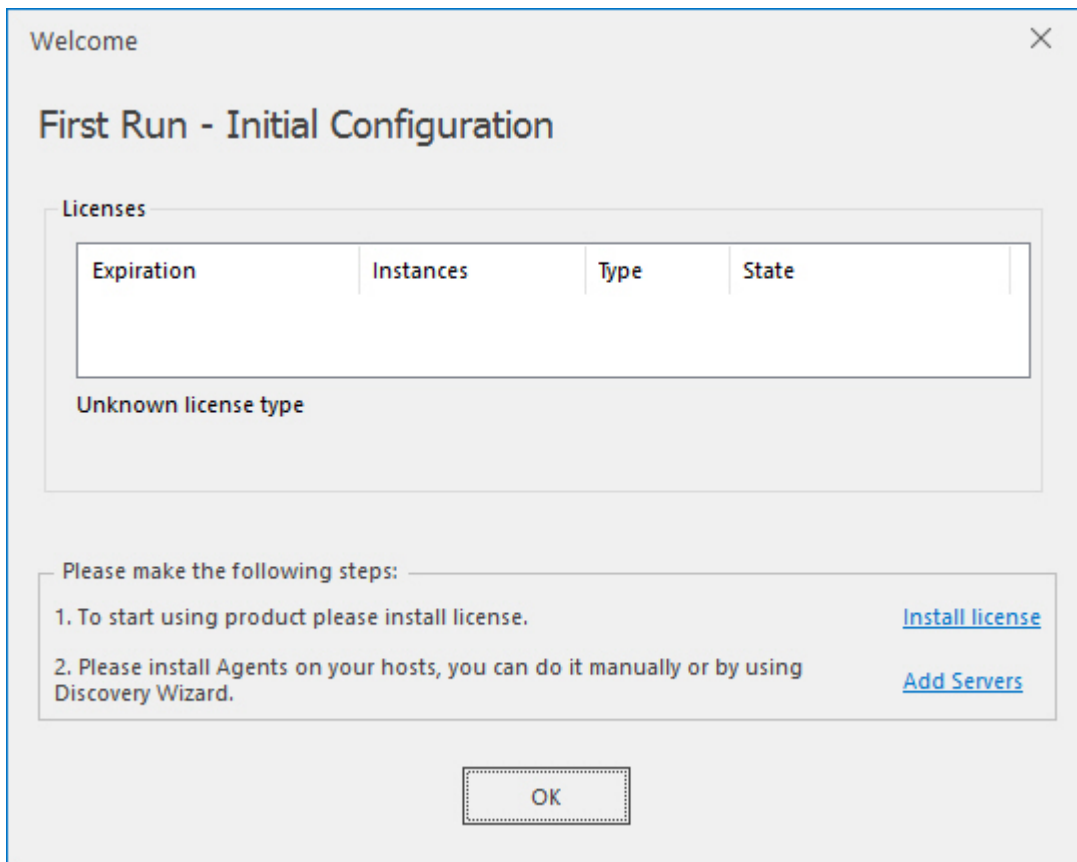 Welcome
First Run - Initial Configuration
Licenses
Expiration Instances Type State
Unknown license type
Please make the following steps:
1. To start using product please install license. Install license
2. Please install Agents on your hosts, you can do it manually or by using
Discovery Wizard. Add Servers
OK